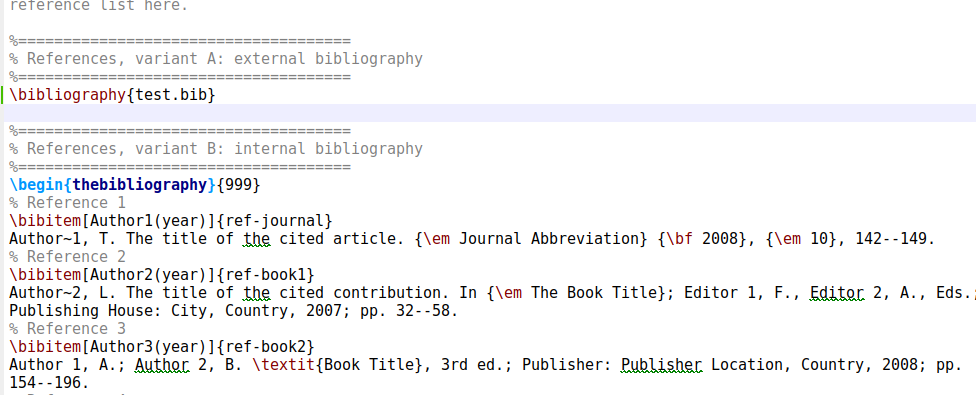 reference list here.
%=====================================
% References, variant A: external bibliography
%=====================================
\bibliography{test.bib}
%=====================================
% References, variant B: internal bibliography
%=====================================
\begin{thebibliography}{999}
% Reference 1
\bibitem[Author1(year)]{ref-journal}
Author~1, T. The title of the cited article. {\em Journal Abbreviation} {\bf 2008}, {\em 10}, 142--149.
% Reference 2
\bibitem[Author2(year)]{ref-book1}
Author~2, L. The title of the cited contribution. In {\em The Book Title}; Editor 1, F., Editor 2, A., Eds.;
Publishing House: City, Country, 2007; pp. 32--58.
% Reference 3
\bibitem[Author3(year)]{ref-book2}
Author 1, A.; Author 2, B. \textit{Book Title}, 3rd ed.; Publisher: Publisher Location, Country, 2008; pp.
154--196.